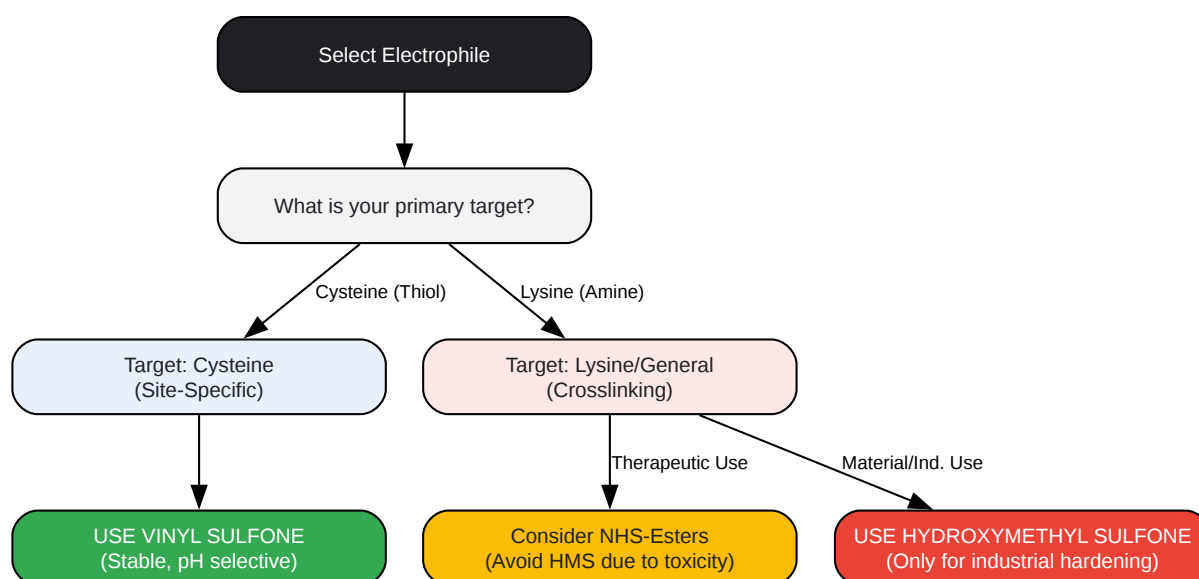 Select Electrophile
What is your primary target?
Cysteine (Thiol)
Lysine (Amine)
Target: Cysteine
(Site-Specific)
Target: Lysine/General
(Crosslinking)
Therapeutic Use
Material/Ind. Use
USE VINYL SULFONE
(Stable, pH selective)
Consider NHS-Esters
(Avoid HMS due to toxicity)
USE HYDROXYMETHYL SULFONE
(Only for industrial hardening)